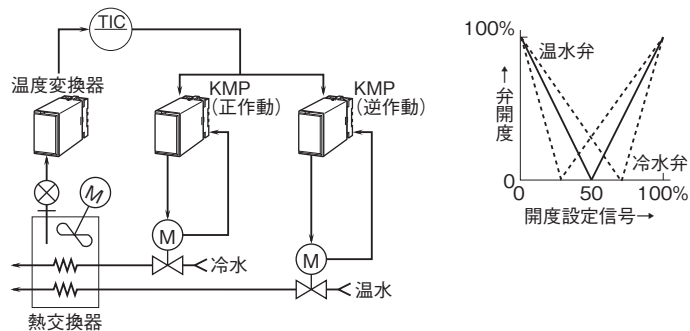 TIC
温度変換器
KMP
（正作動）
KMP
（逆作動）
M
M
M
冷水
温水
熱交換器
100%
温水弁
↑弁開度
冷水弁
0
0
50
100%
開度設定信号→